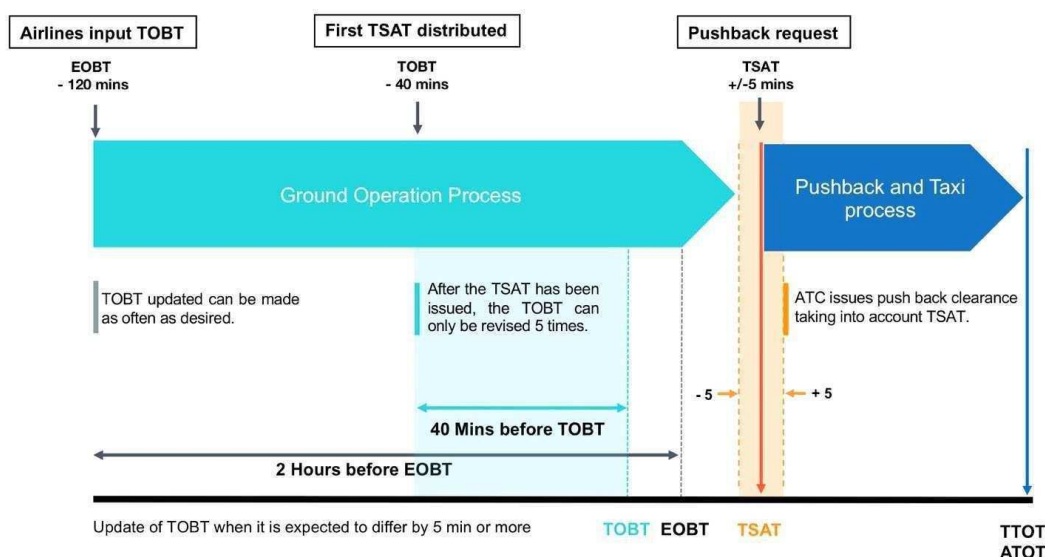 Airlines input TOBT
First TSAT distributed
Pushback request
EOBT
- 120 mins
TOBT
- 40 mins
TSAT
+/-5 mins
Ground Operation Process
Pushback and Taxi
process
TOBT updated can be made
as often as desired.
After the TSAT has been
issued, the TOBT can
only be revised 5 times.
ATC issues push back clearance
taking into account TSAT.
- 5
+ 5
40 Mins before TOBT
2 Hours before EOBT
Update of TOBT when it is expected to differ by 5 min or more
TOBT
EOBT
TSAT
TTOT
ATOT